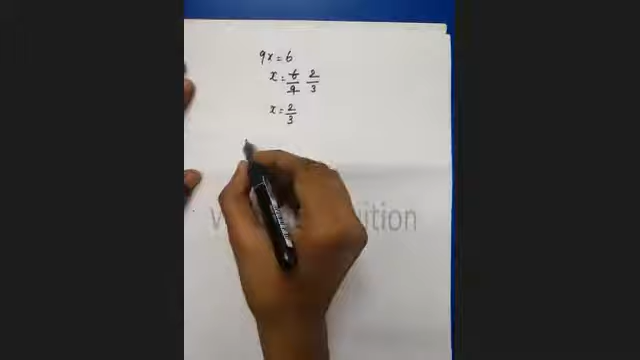 9x = 6
x = 6/9 2/3
x = 2/3